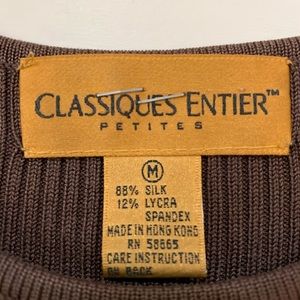 CLASSIQUES ENTIER™
PETITES
M
88% SILK
12% LYCRA
SPANDEX
MADE IN HONG KONG
RN 58665
CARE INSTRUCTION
ON BACK